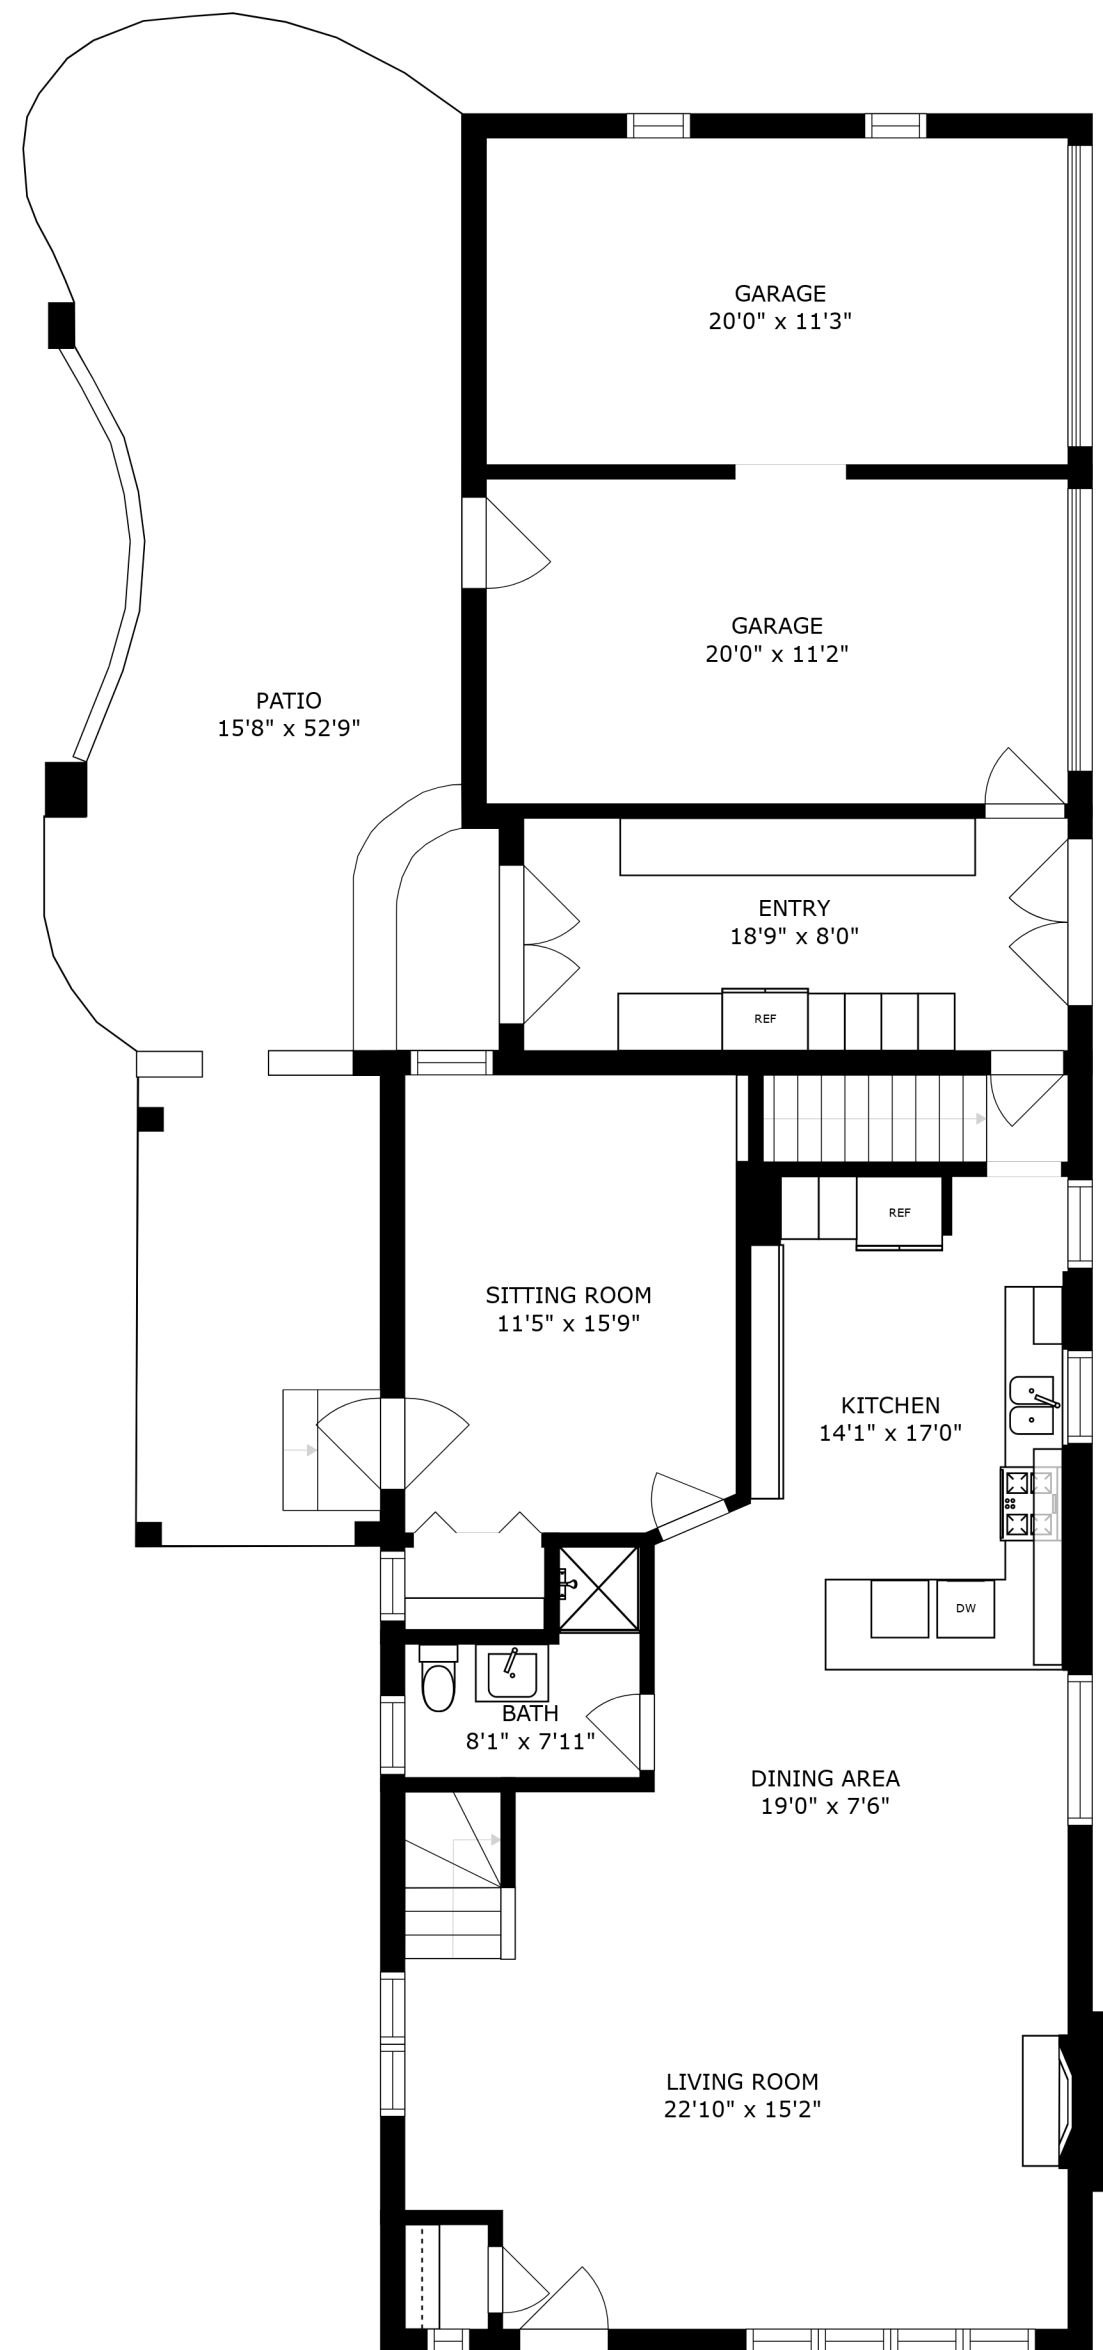 GARAGE
20'0" x 11'3"
GARAGE
20'0" x 11'2"
PATIO
15'8" x 52'9"
ENTRY
18'9" x 8'0"
REF
REF
SITTING ROOM
11'5" x 15'9"
KITCHEN
14'1" x 17'0"
DW
BATH
8'1" x 7'11"
DINING AREA
19'0" x 7'6"
LIVING ROOM
22'10" x 15'2"